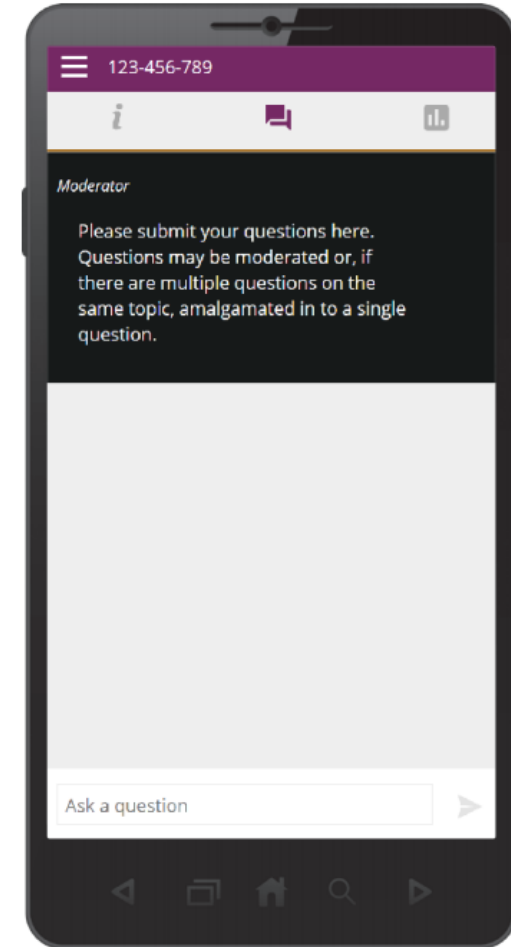 123-456-789
i
Moderator
Please submit your questions here.
Questions may be moderated or, if
there are multiple questions on the
same topic, amalgamated in to a single
question.
Ask a question